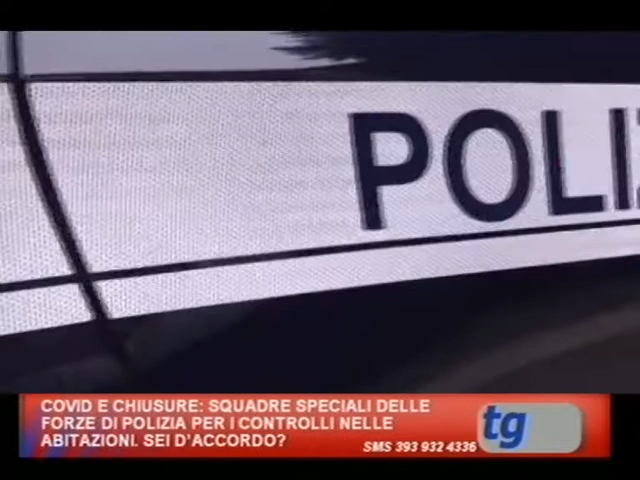 POLIZ
COVID E CHIUSURE: SQUADRE SPECIALI DELLE
FORZE DI POLIZIA PER I CONTROLLI NELLE
ABITAZIONI. SEI D'ACCORDO?
SMS 393 932 4336
tg